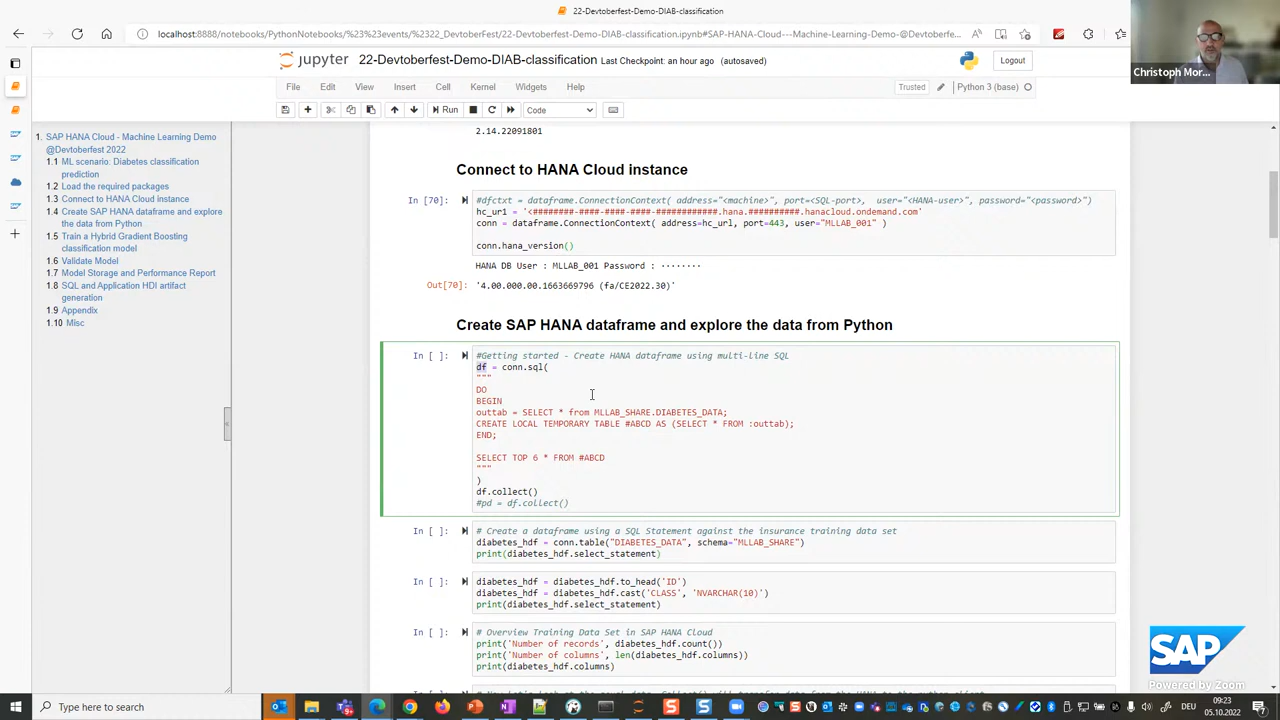 22-Devtoberfest-Demo-DIAB-classification
localhost:8888/notebooks/PythonNotebooks/%23%23events/%2322_DevtoberFest/22-Devtoberfest-Demo-DIAB-classification.ipynb#SAP-HANA-Cloud---Machine-Learning-Demo-@Devtoberfe...
Christoph Mor...
jupyter 22-Devtoberfest-Demo-DIAB-classification Last Checkpoint: an hour ago (autosaved)
Logout
File Edit View Insert Cell Kernel Widgets Help
Trusted Python 3 (base)
Run Code
1. SAP HANA Cloud - Machine Learning Demo
@Devtoberfest 2022
1.1 ML scenario: Diabetes classification
prediction
1.2 Load the required packages
1.3 Connect to HANA Cloud instance
1.4 Create SAP HANA dataframe and explore
the data from Python
1.5 Train a Hybrid Gradient Boosting
classification model
1.6 Validate Model
1.7 Model Storage and Performance Report
1.8 SQL and Application HDI artifact
generation
1.9 Appendix
1.10 Misc
2.14.22091801
Connect to HANA Cloud instance
In [70]:
#dfctxt = dataframe.ConnectionContext( address="<machine>", port=<SQL-port>, user="<HANA-user>", password="<password>")
hc_url = '<########-####-####-####-############.hana.##########.hanacloud.ondemand.com'
conn = dataframe.ConnectionContext( address=hc_url, port=443, user="MLLAB_001" )
conn.hana_version()
HANA DB User : MLLAB_001 Password : ········
Out[70]: '4.00.000.00.1663669796 (fa/CE2022.30)'
Create SAP HANA dataframe and explore the data from Python
In [ ]:
#Getting started - Create HANA dataframe using multi-line SQL
df = conn.sql(
"""
DO
BEGIN
outtab = SELECT * from MLLAB_SHARE.DIABETES_DATA;
CREATE LOCAL TEMPORARY TABLE #ABCD AS (SELECT * FROM :outtab);
END;
SELECT TOP 6 * FROM #ABCD
"""
)
df.collect()
#pd = df.collect()
In [ ]:
# Create a dataframe using a SQL Statement against the insurance training data set
diabetes_hdf = conn.table("DIABETES_DATA", schema="MLLAB_SHARE")
print(diabetes_hdf.select_statement)
In [ ]:
diabetes_hdf = diabetes_hdf.to_head('ID')
diabetes_hdf = diabetes_hdf.cast('CLASS', 'NVARCHAR(10)')
print(diabetes_hdf.select_statement)
In [ ]:
# Overview Training Data Set in SAP HANA Cloud
print('Number of records', diabetes_hdf.count())
print('Number of columns', len(diabetes_hdf.columns))
print(diabetes_hdf.columns)
SAP
Powered by Zoom
Type here to search
DEU
09:23
05.10.2022